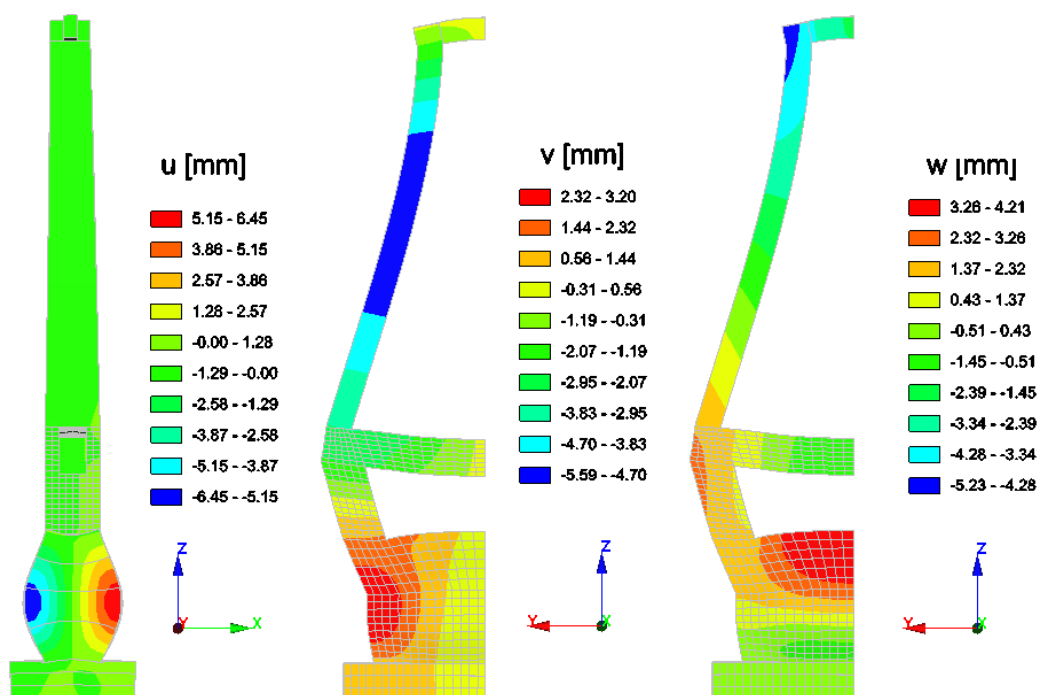 u [mm]
5.15 - 6.45
3.86 - 5.15
2.57 - 3.86
1.28 - 2.57
-0.00 - 1.28
-1.29 - -0.00
-2.58 - -1.29
-3.87 - -2.58
-5.15 - -3.87
-6.45 - -5.15
Z
Y
X
v [mm]
2.32 - 3.20
1.44 - 2.32
0.56 - 1.44
-0.31 - 0.56
-1.19 - -0.31
-2.07 - -1.19
-2.95 - -2.07
-3.83 - -2.95
-4.70 - -3.83
-5.59 - -4.70
Z
Y
X
w [mm]
3.26 - 4.21
2.32 - 3.26
1.37 - 2.32
0.43 - 1.37
-0.51 - 0.43
-1.45 - -0.51
-2.39 - -1.45
-3.34 - -2.39
-4.28 - -3.34
-5.23 - -4.28
Z
Y
X